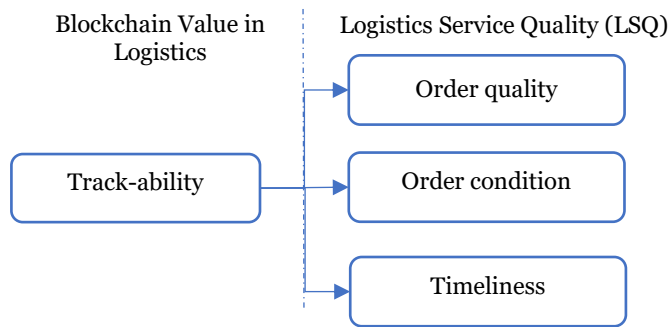 Blockchain Value in
Logistics
Logistics Service Quality (LSQ)
Order quality
Track-ability
Order condition
Timeliness